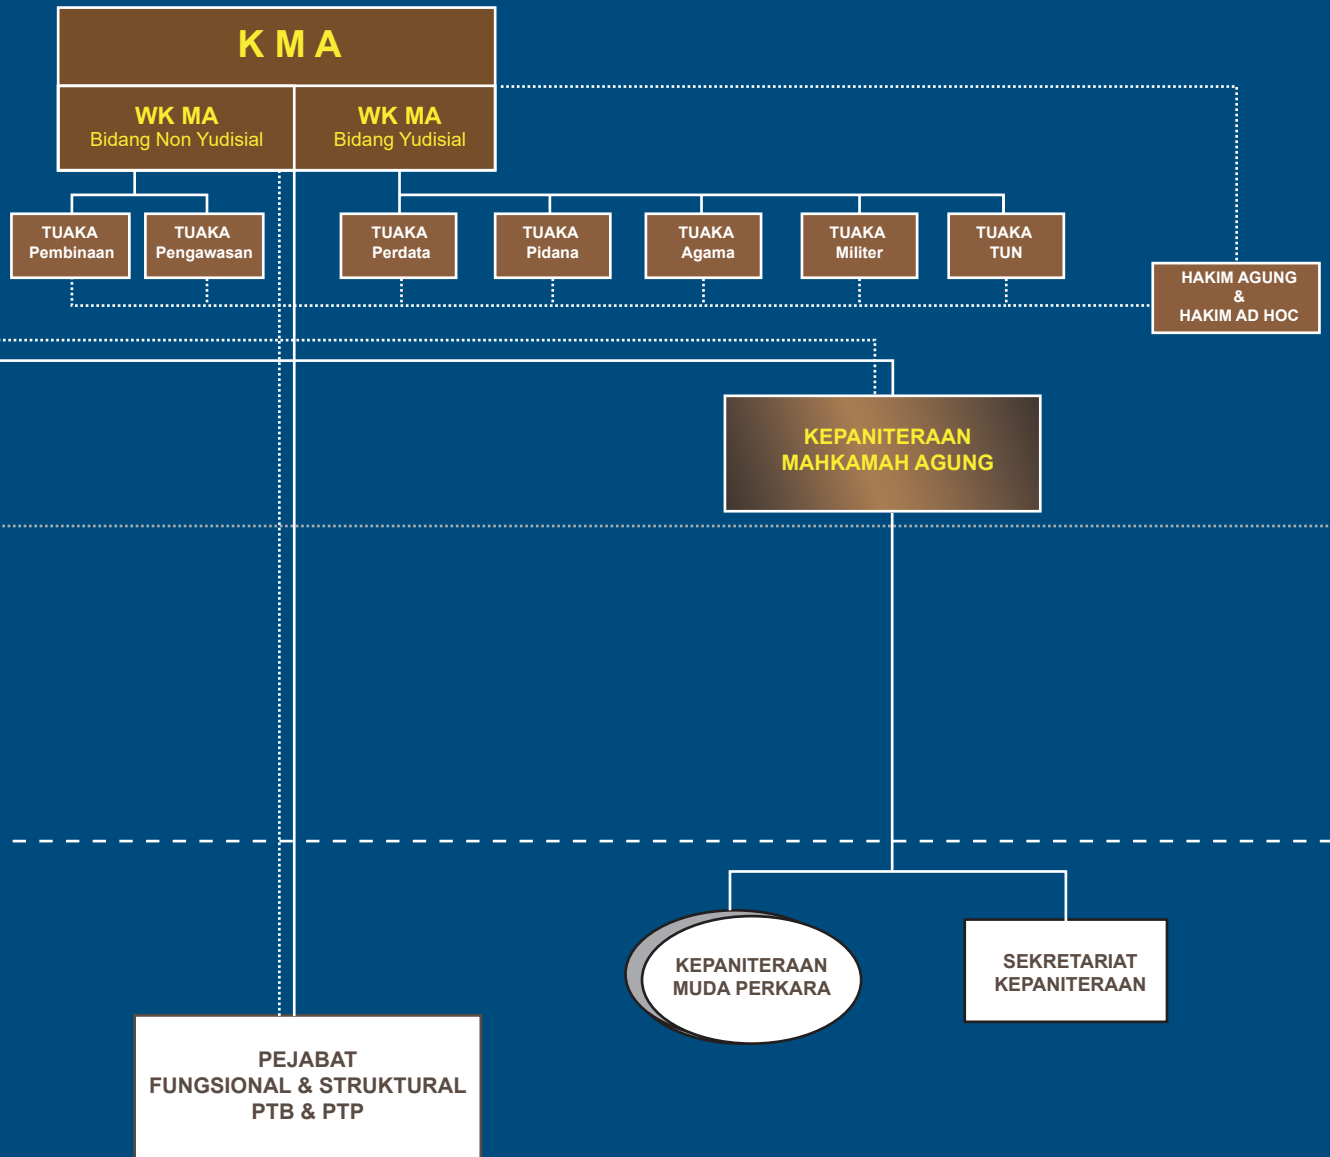 K M A
WK MA
Bidang Non Yudisial
WK MA
Bidang Yudisial
TUAKA
Pembinaan
TUAKA
Pengawasan
TUAKA
Perdata
TUAKA
Pidana
TUAKA
Agama
TUAKA
Militer
TUAKA
TUN
HAKIM AGUNG
&
HAKIM AD HOC
KEPANITERAAN
MAHKAMAH AGUNG
KEPANITERAAN
MUDA PERKARA
SEKRETARIAT
KEPANITERAAN
PEJABAT
FUNGSIONAL & STRUKTURAL
PTB & PTP